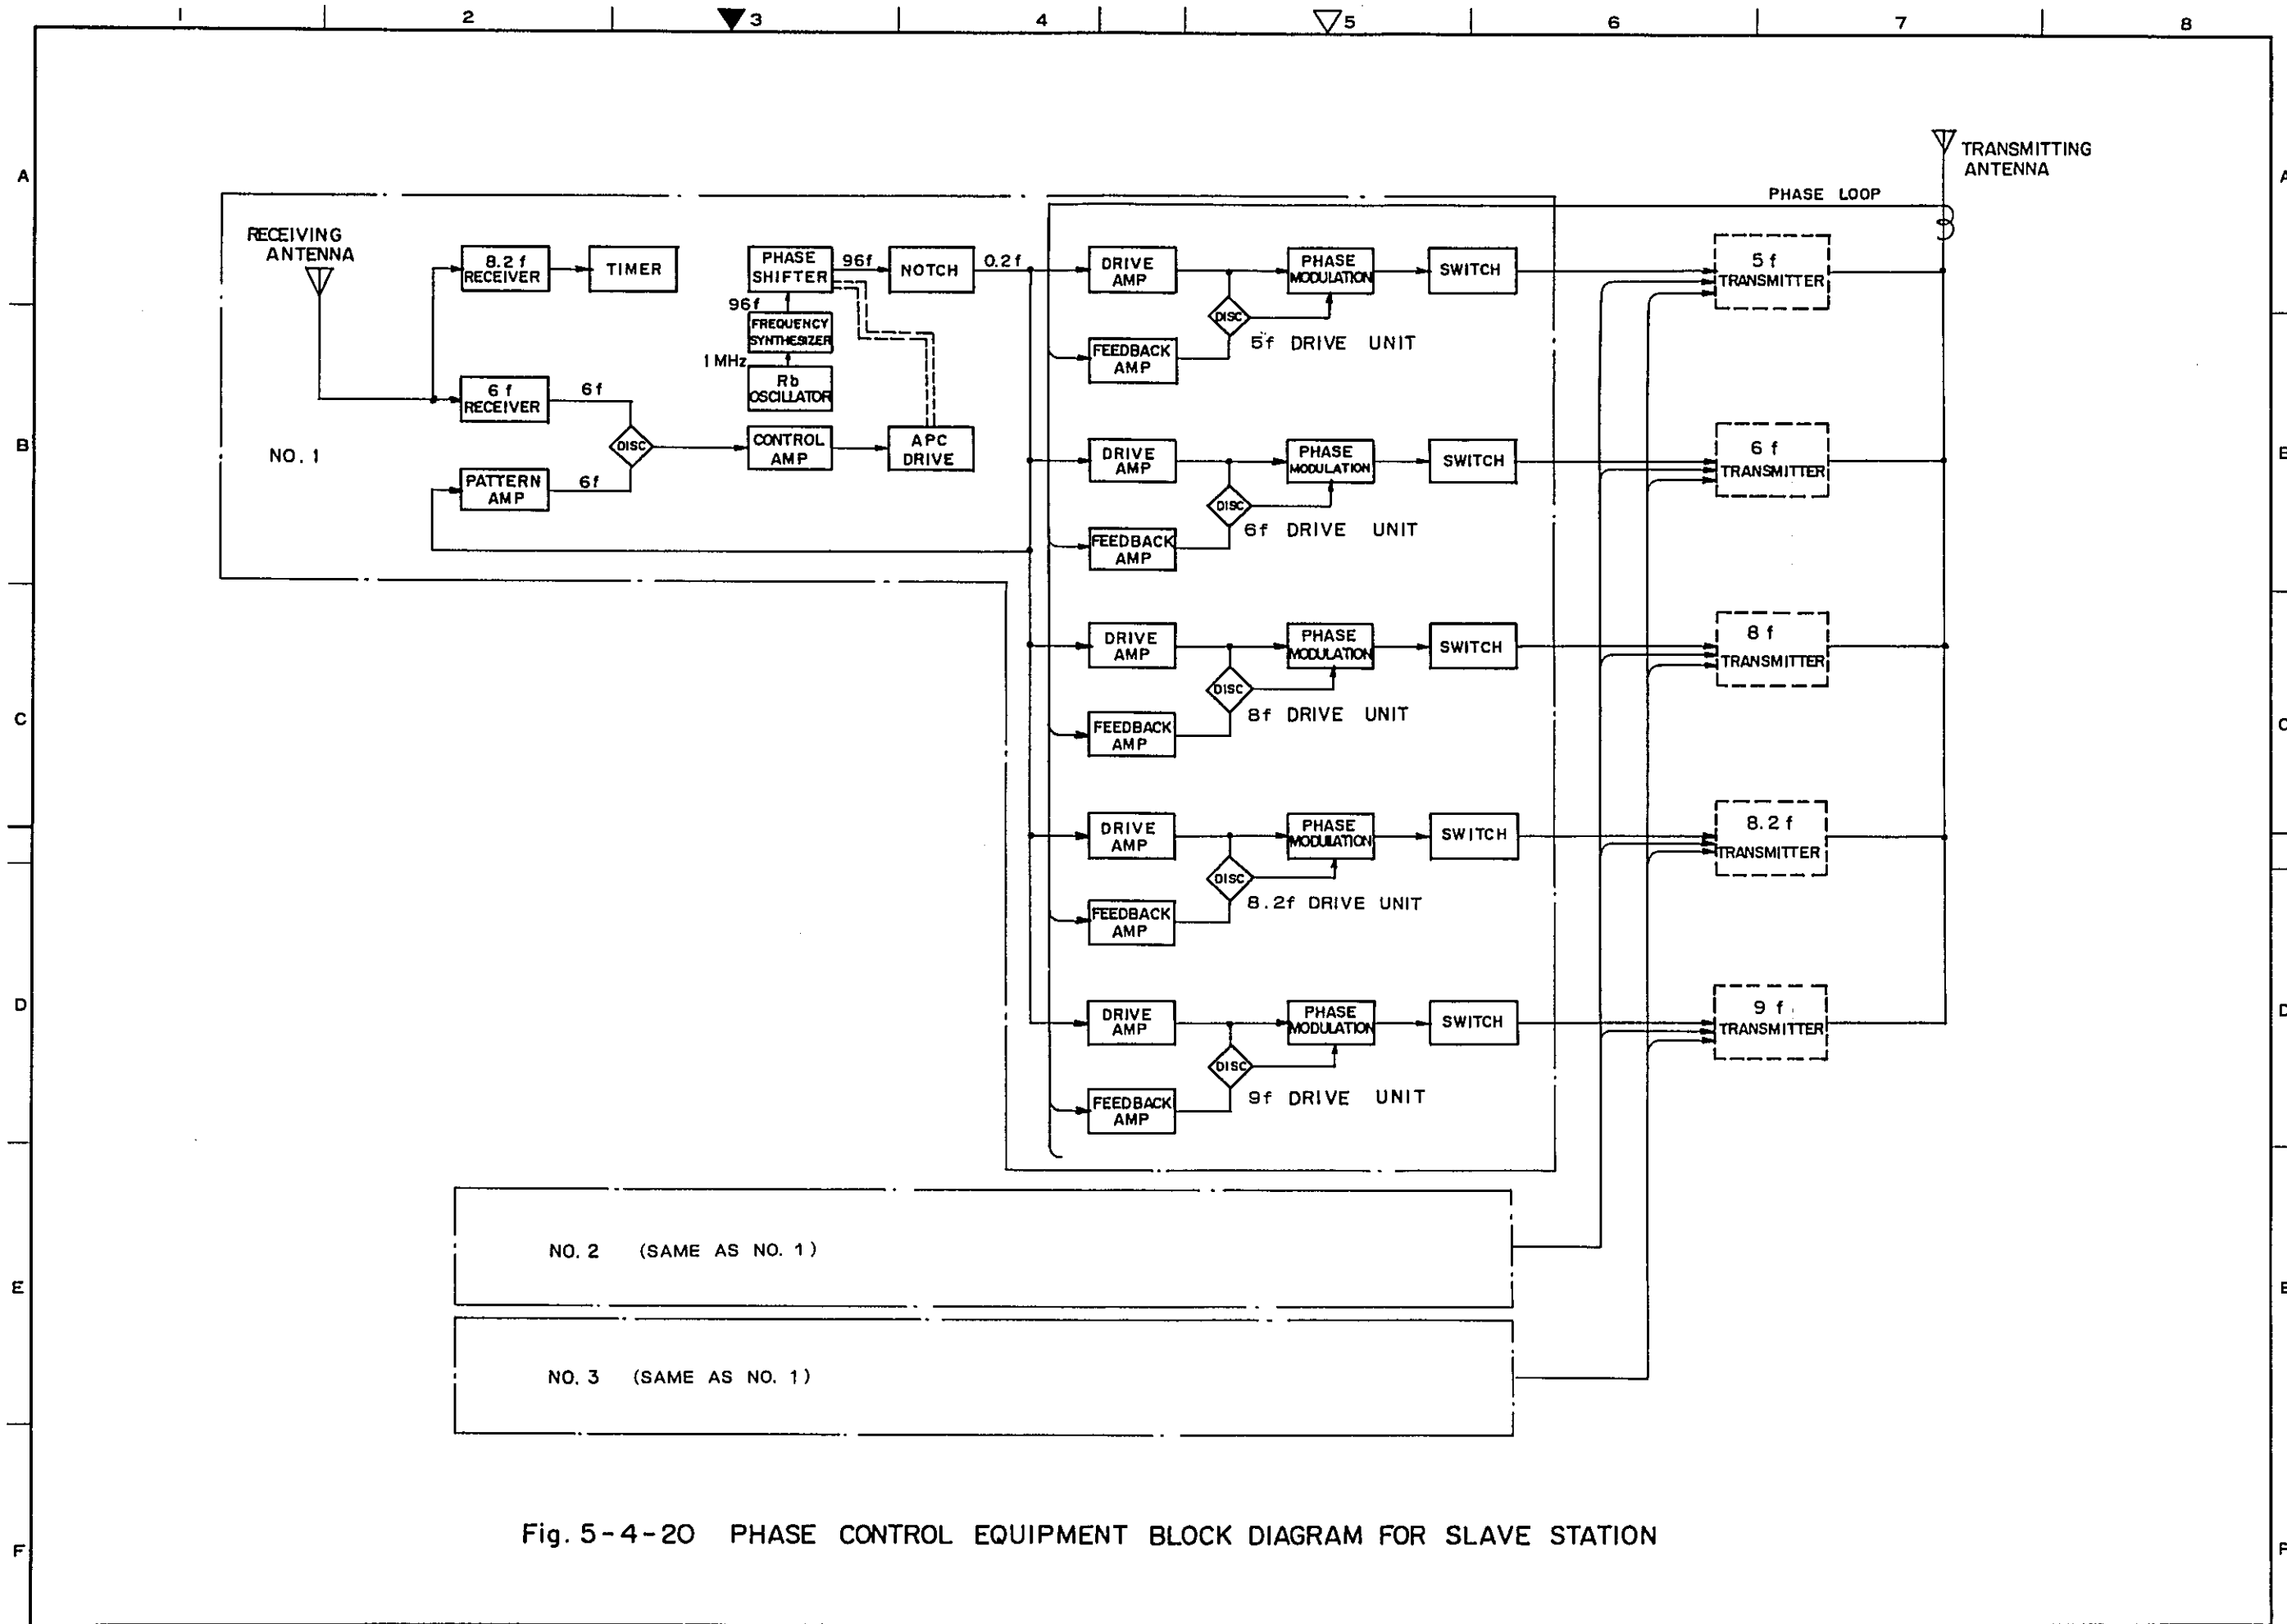 1 2 3 4 5 6 7 8
A A
TRANSMITTING
ANTENNA
PHASE LOOP
RECEIVING
ANTENNA
8.2 f
RECEIVER
TIMER
PHASE
SHIFTER
96f
NOTCH
0.2f
DRIVE
AMP
PHASE
MODULATION
SWITCH
5 f
TRANSMITTER
96f
FREQUENCY
SYNTHESIZER
DISC
5f DRIVE UNIT
1 MHz
FEEDBACK
AMP
Rb
OSCILLATOR
6 f
RECEIVER
6f
DISC
CONTROL
AMP
APC
DRIVE
B B
NO. 1
PATTERN
AMP
6f
DRIVE
AMP
PHASE
MODULATION
SWITCH
6 f
TRANSMITTER
DISC
6f DRIVE UNIT
FEEDBACK
AMP
DRIVE
AMP
PHASE
MODULATION
SWITCH
8 f
TRANSMITTER
DISC
8f DRIVE UNIT
C C
FEEDBACK
AMP
DRIVE
AMP
PHASE
MODULATION
SWITCH
8.2 f
TRANSMITTER
DISC
8.2f DRIVE UNIT
FEEDBACK
AMP
D D
DRIVE
AMP
PHASE
MODULATION
SWITCH
9 f
TRANSMITTER
DISC
9f DRIVE UNIT
FEEDBACK
AMP
NO. 2 (SAME AS NO. 1)
E E
NO. 3 (SAME AS NO. 1)
F F
Fig. 5-4-20 PHASE CONTROL EQUIPMENT BLOCK DIAGRAM FOR SLAVE STATION